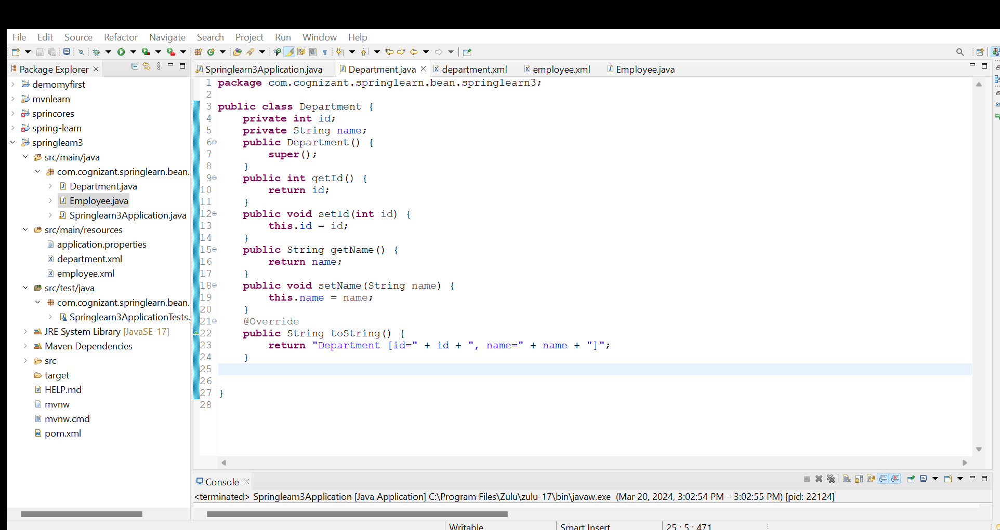 File Edit Source Refactor Navigate Search Project Run Window Help
Package Explorer
demomyfirst
mvnlearn
sprincores
spring-learn
springlearn3
src/main/java
com.cognizant.springlearn.bean.
Department.java
Employee.java
Springlearn3Application.java
src/main/resources
application.properties
department.xml
employee.xml
src/test/java
com.cognizant.springlearn.bean.
Springlearn3ApplicationTests.
JRE System Library [JavaSE-17]
Maven Dependencies
src
target
HELP.md
mvnw
mvnw.cmd
pom.xml
Springlearn3Application.java Department.java department.xml employee.xml Employee.java
1 package com.cognizant.springlearn.bean.springlearn3;
2
3 public class Department {
4     private int id;
5     private String name;
6     public Department() {
7         super();
8     }
9     public int getId() {
10         return id;
11     }
12     public void setId(int id) {
13         this.id = id;
14     }
15     public String getName() {
16         return name;
17     }
18     public void setName(String name) {
19         this.name = name;
20     }
21     @Override
22     public String toString() {
23         return "Department [id=" + id + ", name=" + name + "]";
24     }
25
26
27 }
28
Console
<terminated> Springlearn3Application [Java Application] C:\Program Files\Zulu\zulu-17\bin\javaw.exe (Mar 20, 2024, 3:02:54 PM – 3:02:55 PM) [pid: 22124]
Writable Smart Insert 25 : 5 : 471